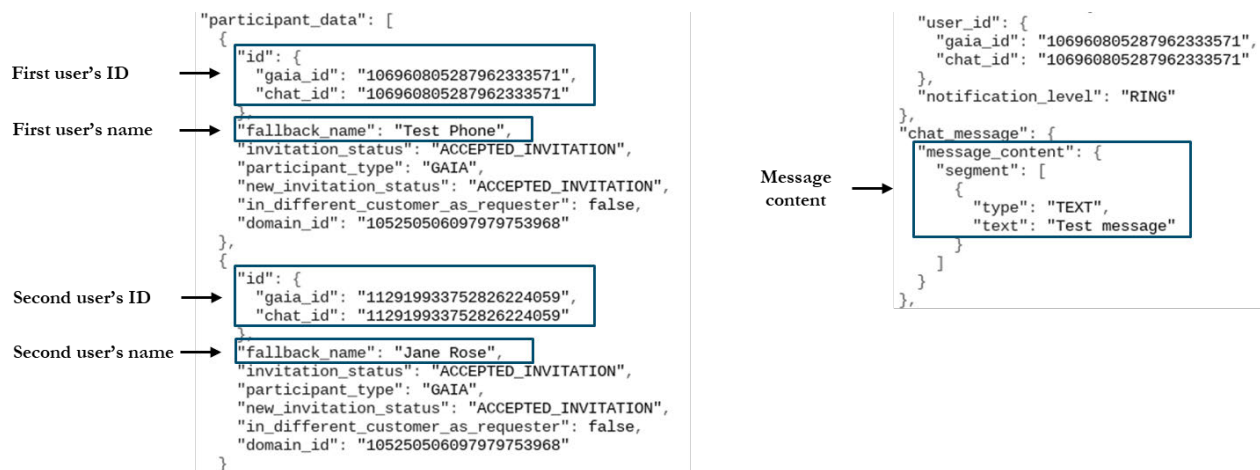 "participant_data": [
{
"id": {
First user's ID
"gaia_id": "106960805287962333571",
"chat_id": "106960805287962333571"
},
First user's name
"fallback_name": "Test Phone",
"invitation_status": "ACCEPTED_INVITATION",
"participant_type": "GAIA",
"new_invitation_status": "ACCEPTED_INVITATION",
"in_different_customer_as_requester": false,
"domain_id": "105250506097979753968"
},
{
"id": {
Second user's ID
"gaia_id": "112919933752826224059",
"chat_id": "112919933752826224059"
},
Second user's name
"fallback_name": "Jane Rose",
"invitation_status": "ACCEPTED_INVITATION",
"participant_type": "GAIA",
"new_invitation_status": "ACCEPTED_INVITATION",
"in_different_customer_as_requester": false,
"domain_id": "105250506097979753968"
}
"user_id": {
"gaia_id": "106960805287962333571",
"chat_id": "106960805287962333571"
},
"notification_level": "RING"
}
"chat_message": {
"message_content": {
"segment": [
Message
content
{
"type": "TEXT",
"text": "Test message"
}
]
}
},